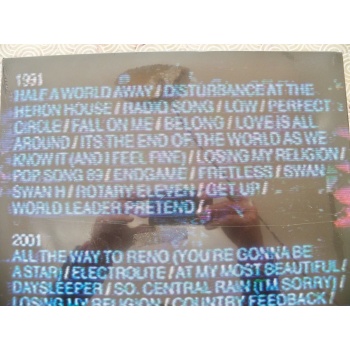 1991
HALF A WORLD AWAY / DISTURBANCE AT THE
HERON HOUSE / RADIO SONG / LOW / PERFECT
CIRCLE / FALL ON ME / BELONG / LOVE IS ALL
AROUND / ITS THE END OF THE WORLD AS WE
KNOW IT (AND I FEEL FINE) / LOSING MY RELIGION /
POP SONG 89 / ENDGAME / FRETLESS / SWAN
SWAN H / ROTARY ELEVEN / GET UP /
WORLD LEADER PRETEND /
2001
ALL THE WAY TO RENO (YOU'RE GONNA BE
A STAR) / ELECTROLITE / AT MY MOST BEAUTIFUL /
DAYSLEEPER / SO. CENTRAL RAIN (I'M SORRY) /
LOSING MY RELIGION / COUNTRY FEEDBACK /